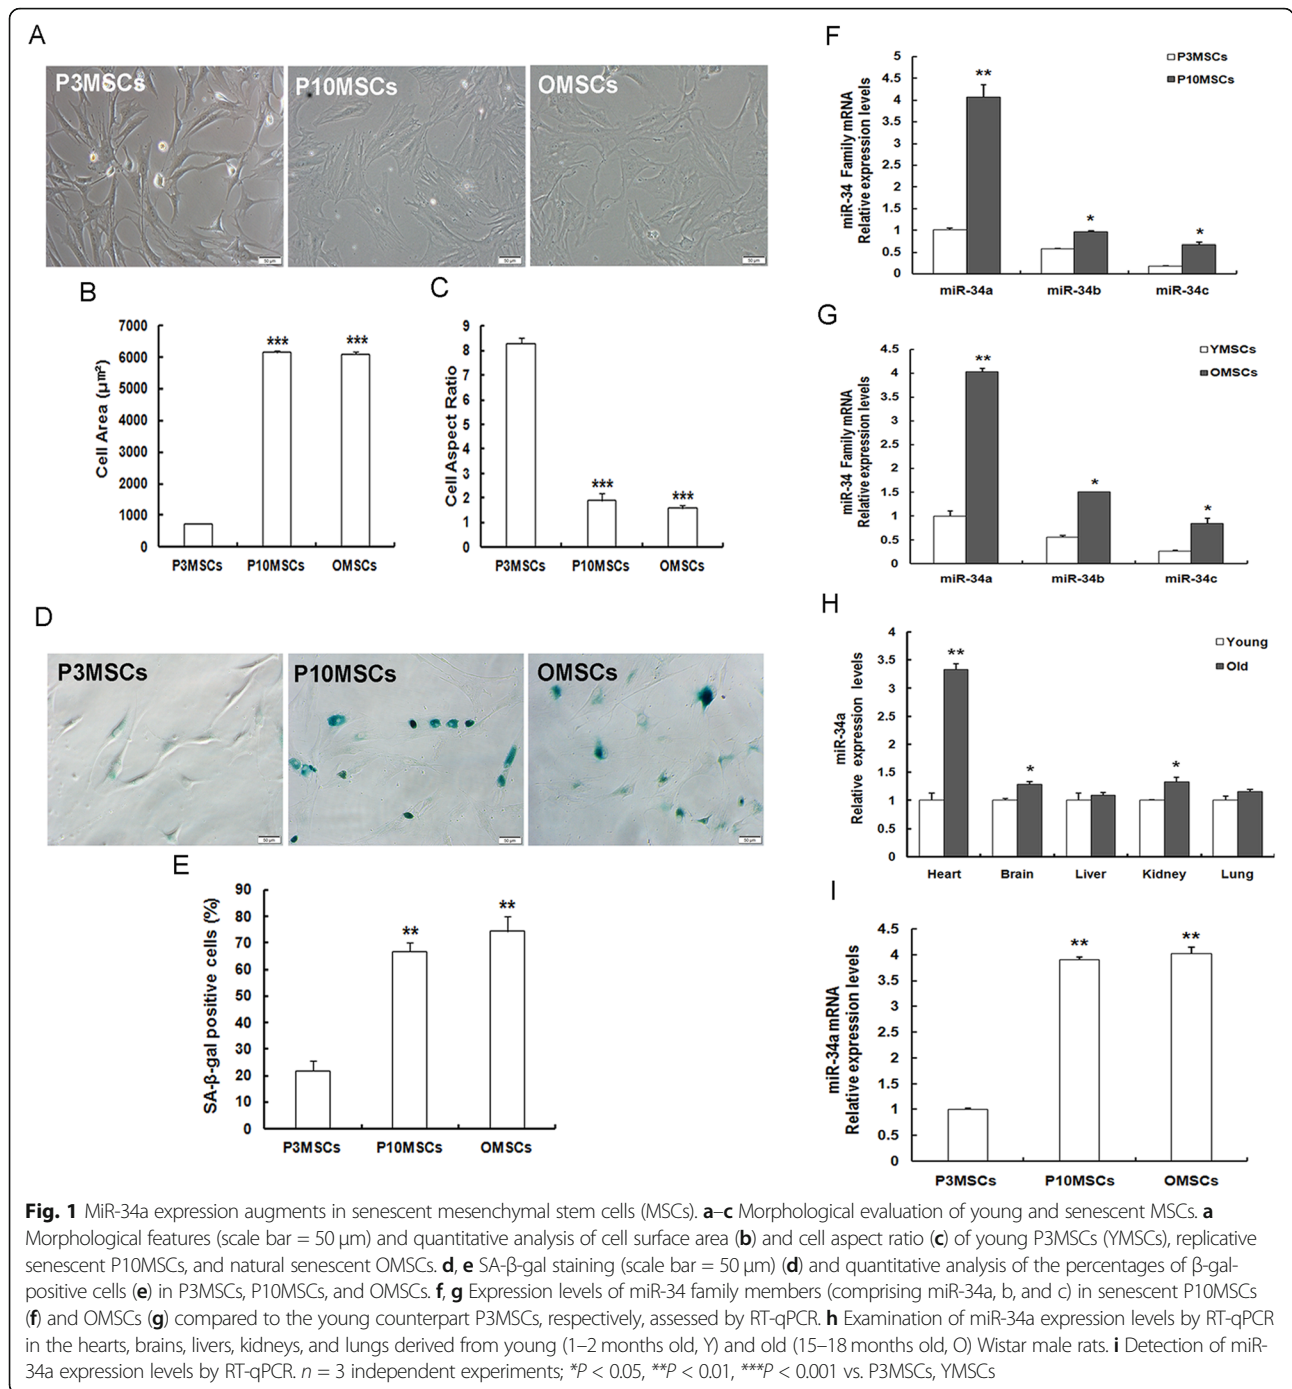 A
P3MSCs
P10MSCs
OMSCs
50 μm
50 μm
50 μm
B
Cell Area (μm²)
7000
6000
5000
4000
3000
2000
1000
0
***
***
P3MSCs P10MSCs OMSCs
C
Cell Aspect Ratio
9
8
7
6
5
4
3
2
1
0
***
***
P3MSCs P10MSCs OMSCs
D
P3MSCs
P10MSCs
OMSCs
50 μm
50 μm
50 μm
E
SA-β-gal positive cells (%)
90
80
70
60
50
40
30
20
10
0
**
**
P3MSCs P10MSCs OMSCs
F
miR-34 Family mRNA
Relative expression levels
5
4.5
4
3.5
3
2.5
2
1.5
1
0.5
0
**
*
*
P3MSCs
P10MSCs
miR-34a miR-34b miR-34c
G
miR-34 Family mRNA
Relative expression levels
4.5
4
3.5
3
2.5
2
1.5
1
0.5
0
**
*
*
YMSCs
OMSCs
miR-34a miR-34b miR-34c
H
miR-34a
Relative expression levels
4
3.5
3
2.5
2
1.5
1
0.5
0
**
*
*
Young
Old
Heart Brain Liver Kidney Lung
I
miR-34a mRNA
Relative expression levels
4.5
4
3.5
3
2.5
2
1.5
1
0.5
0
**
**
P3MSCs P10MSCs OMSCs
Fig. 1 MiR-34a expression augments in senescent mesenchymal stem cells (MSCs). a–c Morphological evaluation of young and senescent MSCs. a
Morphological features (scale bar = 50 μm) and quantitative analysis of cell surface area (b) and cell aspect ratio (c) of young P3MSCs (YMSCs), replicative
senescent P10MSCs, and natural senescent OMSCs. d, e SA-β-gal staining (scale bar = 50 μm) (d) and quantitative analysis of the percentages of β-gal-
positive cells (e) in P3MSCs, P10MSCs, and OMSCs. f, g Expression levels of miR-34 family members (comprising miR-34a, b, and c) in senescent P10MSCs
(f) and OMSCs (g) compared to the young counterpart P3MSCs, respectively, assessed by RT-qPCR. h Examination of miR-34a expression levels by RT-qPCR
in the hearts, brains, livers, kidneys, and lungs derived from young (1–2 months old, Y) and old (15–18 months old, O) Wistar male rats. i Detection of miR-
34a expression levels by RT-qPCR. n = 3 independent experiments; *P < 0.05, **P < 0.01, ***P < 0.001 vs. P3MSCs, YMSCs